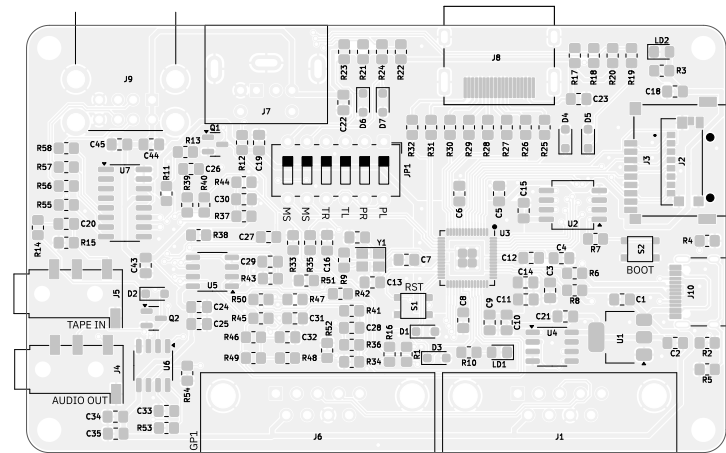 LD2
J9
J8
R23 R21 R24 R22
R17 R18 R20 R19
R3
C18
J7
C22 D6 D7
C23
Q1
D4 D5
R58 C45 C44 R13 R12 C19
R32 R31 R30 R29 R28 R27 R26 R25
R57 U7 C26
J3 J2
R56 R11 R39 R40 R44
JP1
R55 C30
C6 C5 C15
MS MS TR TL PR PL
R37
C20
R14 R15 R38 C27 Y1 U3 U2
R7 S2 R4
R33 R35 C16
C43 C29 R9 C7 C12 C4
BOOT
R43 U5 R51 C13 R6
D2 J5 R42 RST C14 C3 R8 J10
R50 R47 S1 C11 C1
C24 R41
TAPE IN Q2 C25 R45 C31 C28 D1 C8 C9 C10 C21 U1
R46 C32 R52 R36 R16 U4 C2 R2
J4 U6 R49 R48 R34 R1 D3 R10 LD1
R54 R5
AUDIO OUT
C34 C33
C35 R53 GP1 J6 J1